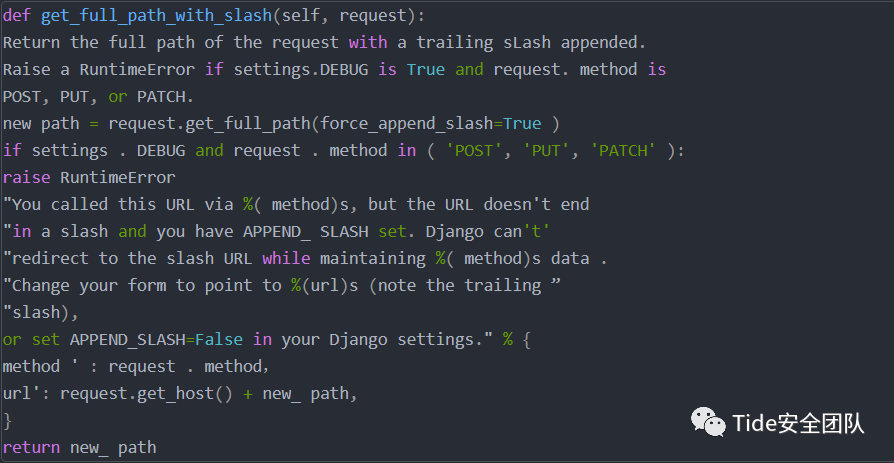 def get_full_path_with_slash(self, request):
Return the full path of the request with a trailing sLash appended.
Raise a RuntimeError if settings.DEBUG is True and request. method is
POST, PUT, or PATCH.
new path = request.get_full_path(force_append_slash=True )
if settings . DEBUG and request . method in ( 'POST', 'PUT', 'PATCH' ):
raise RuntimeError
"You called this URL via %( method)s, but the URL doesn't end
"in a slash and you have APPEND_ SLASH set. Django can't'
"redirect to the slash URL while maintaining %( method)s data .
"Change your form to point to %(url)s (note the trailing ”
"slash),
or set APPEND_SLASH=False in your Django settings." % {
method ' : request . method,
url': request.get_host() + new_ path,
}
return new_ path
Tide安全团队